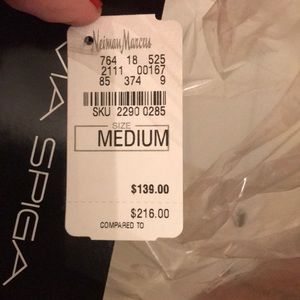 Neiman Marcus
764 18 525
2111 00167
85 374 9
SKU 2290 0285
SIZE
MEDIUM
$139.00
$216.00
COMPARED TO
VIA SPIGA